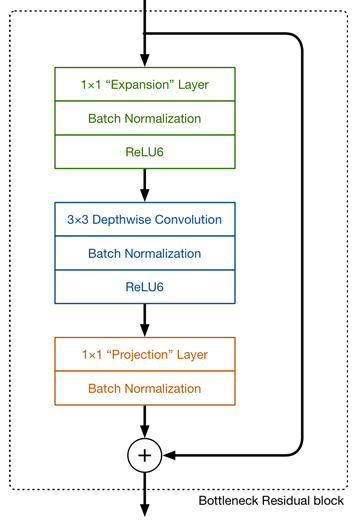 1×1 “Expansion” Layer
Batch Normalization
ReLU6
3×3 Depthwise Convolution
Batch Normalization
ReLU6
1×1 “Projection” Layer
Batch Normalization
+
Bottleneck Residual block